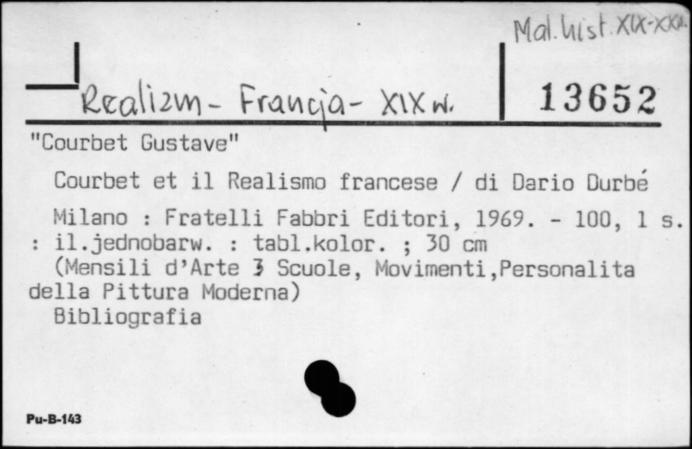 Mal. hist. XIX-XXw.
Realizm - Francja - XIX w.
13652
"Courbet Gustave"
Courbet et il Realismo francese / di Dario Durbé
Milano : Fratelli Fabbri Editori, 1969. - 100, 1 s.
: il.jednobarw. : tabl.kolor. ; 30 cm
(Mensili d'Arte 3 Scuole, Movimenti,Personalita
della Pittura Moderna)
Bibliografia
Pu-B-143